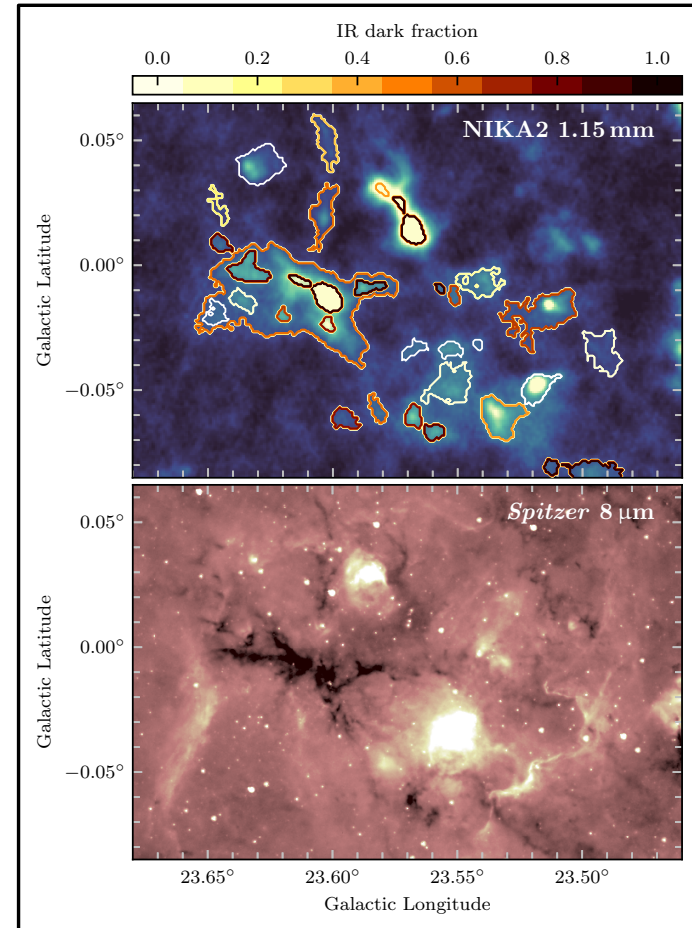 IR dark fraction
0.0 0.2 0.4 0.6 0.8 1.0
NIKA2 1.15 mm
0.05°
0.00°
−0.05°
Galactic Latitude
Spitzer 8 μm
0.05°
0.00°
−0.05°
Galactic Latitude
23.65° 23.60° 23.55° 23.50°
Galactic Longitude